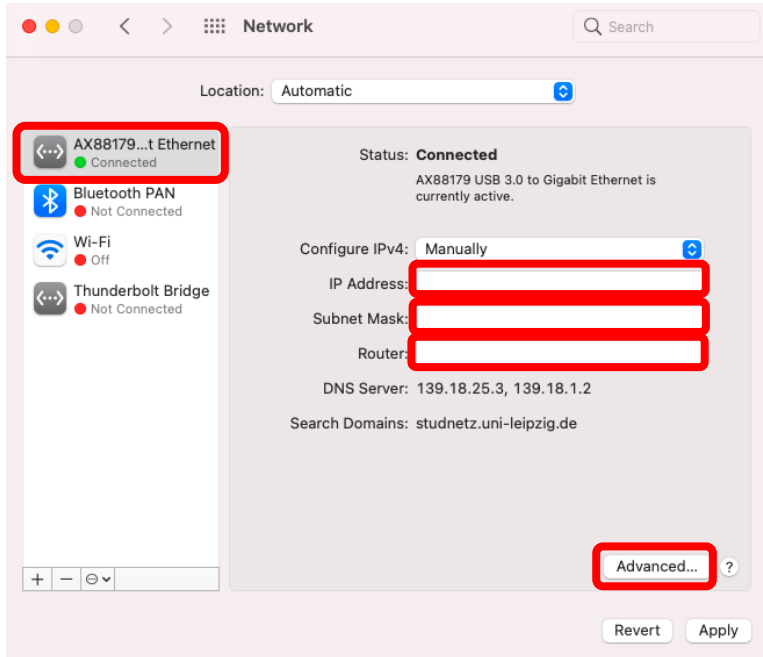 Network
Search
Location: Automatic
AX88179...t Ethernet
Connected
Bluetooth PAN
Not Connected
Wi-Fi
Off
Thunderbolt Bridge
Not Connected
Status: Connected
AX88179 USB 3.0 to Gigabit Ethernet is
currently active.
Configure IPv4: Manually
IP Address:
Subnet Mask:
Router:
DNS Server: 139.18.25.3, 139.18.1.2
Search Domains: studnetz.uni-leipzig.de
Advanced... ?
Revert Apply